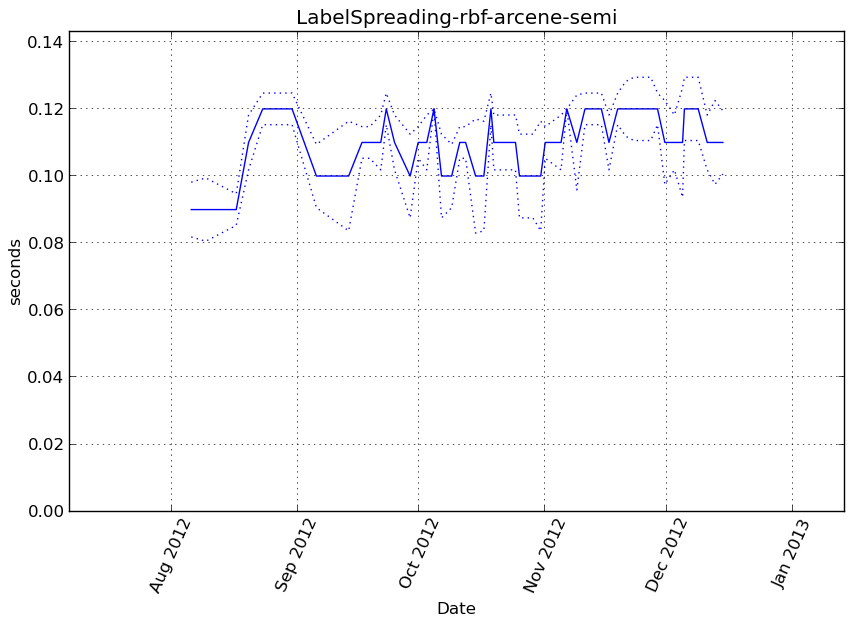 LabelSpreading-rbf-arcene-semi
0.14
0.12
0.10
0.08
0.06
0.04
0.02
0.00
seconds
Aug 2012
Sep 2012
Oct 2012
Nov 2012
Dec 2012
Jan 2013
Date